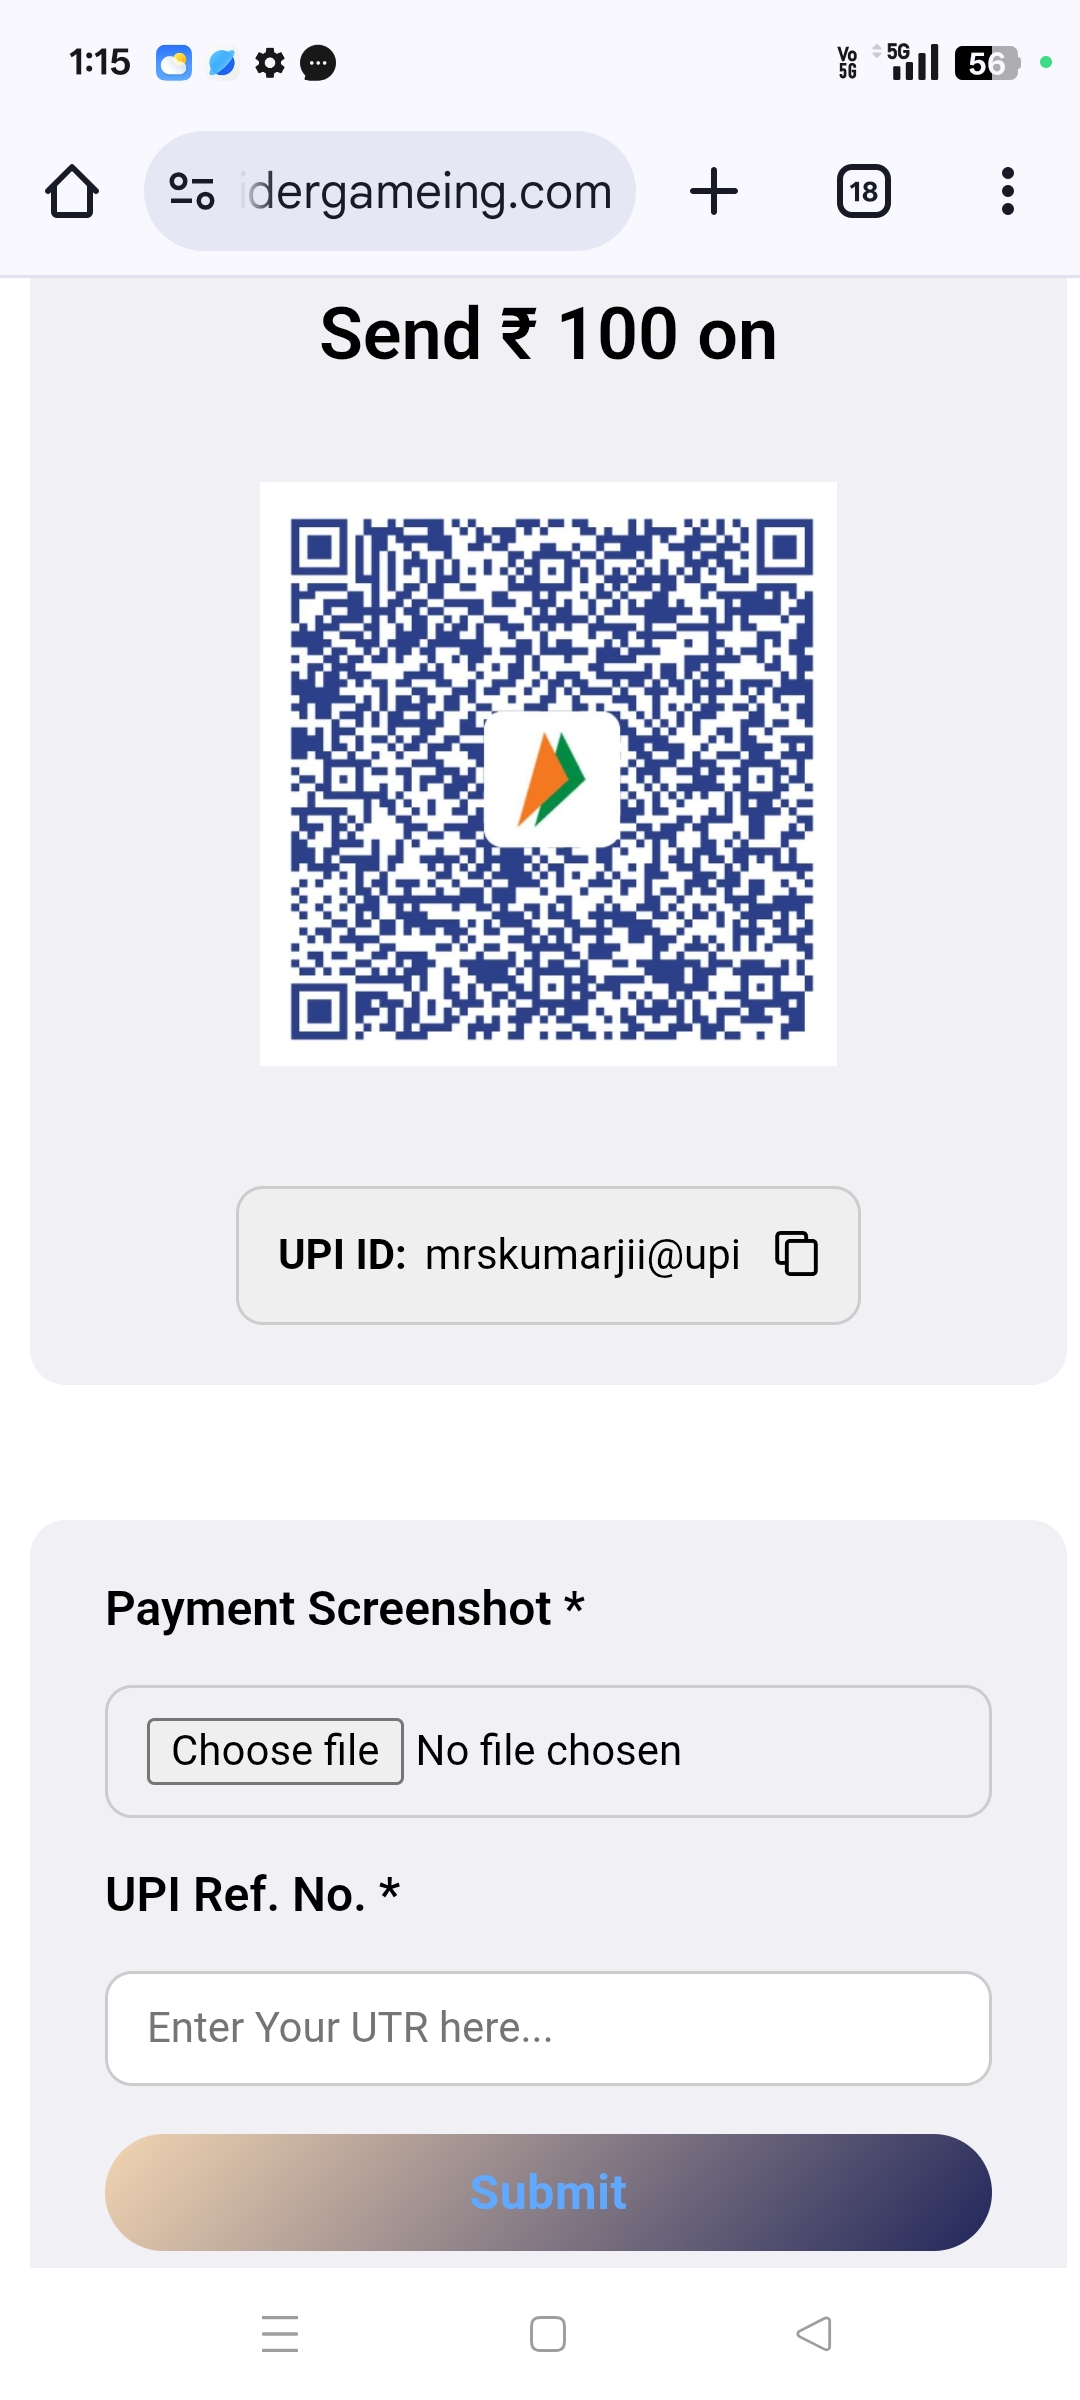 1:15
Vo 5G
5G
56
idergameing.com
18
Send ₹ 100 on
UPI ID: mrskumarjii@upi
Payment Screenshot *
Choose file No file chosen
UPI Ref. No. *
Enter Your UTR here...
Submit